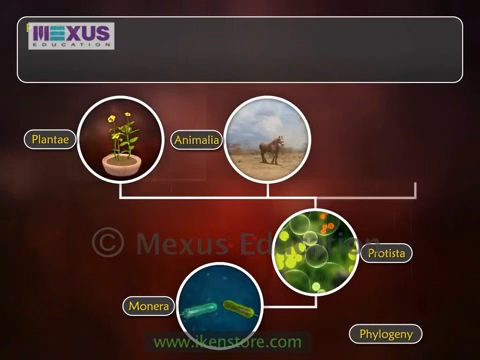 MEXUS
EDUCATION
Plantae
Animalia
© Mexus Education
Protista
Monera
Phylogeny
www.ikenstore.com